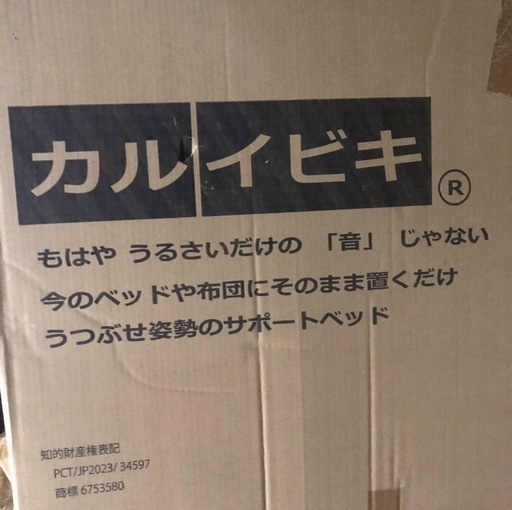 カルイビキ®
もはや うるさいだけの 「音」 じゃない
今のベッドや布団にそのまま置くだけ
うつぶせ姿勢のサポートベッド
知的財産権表記
PCT/JP2023/ 34597
商標 6753580